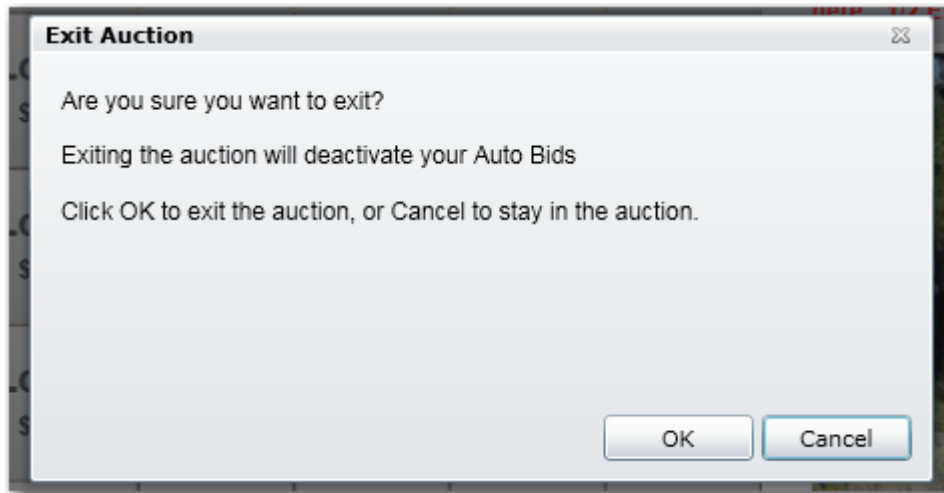 Exit Auction
Are you sure you want to exit?
Exiting the auction will deactivate your Auto Bids
Click OK to exit the auction, or Cancel to stay in the auction.
OK
Cancel